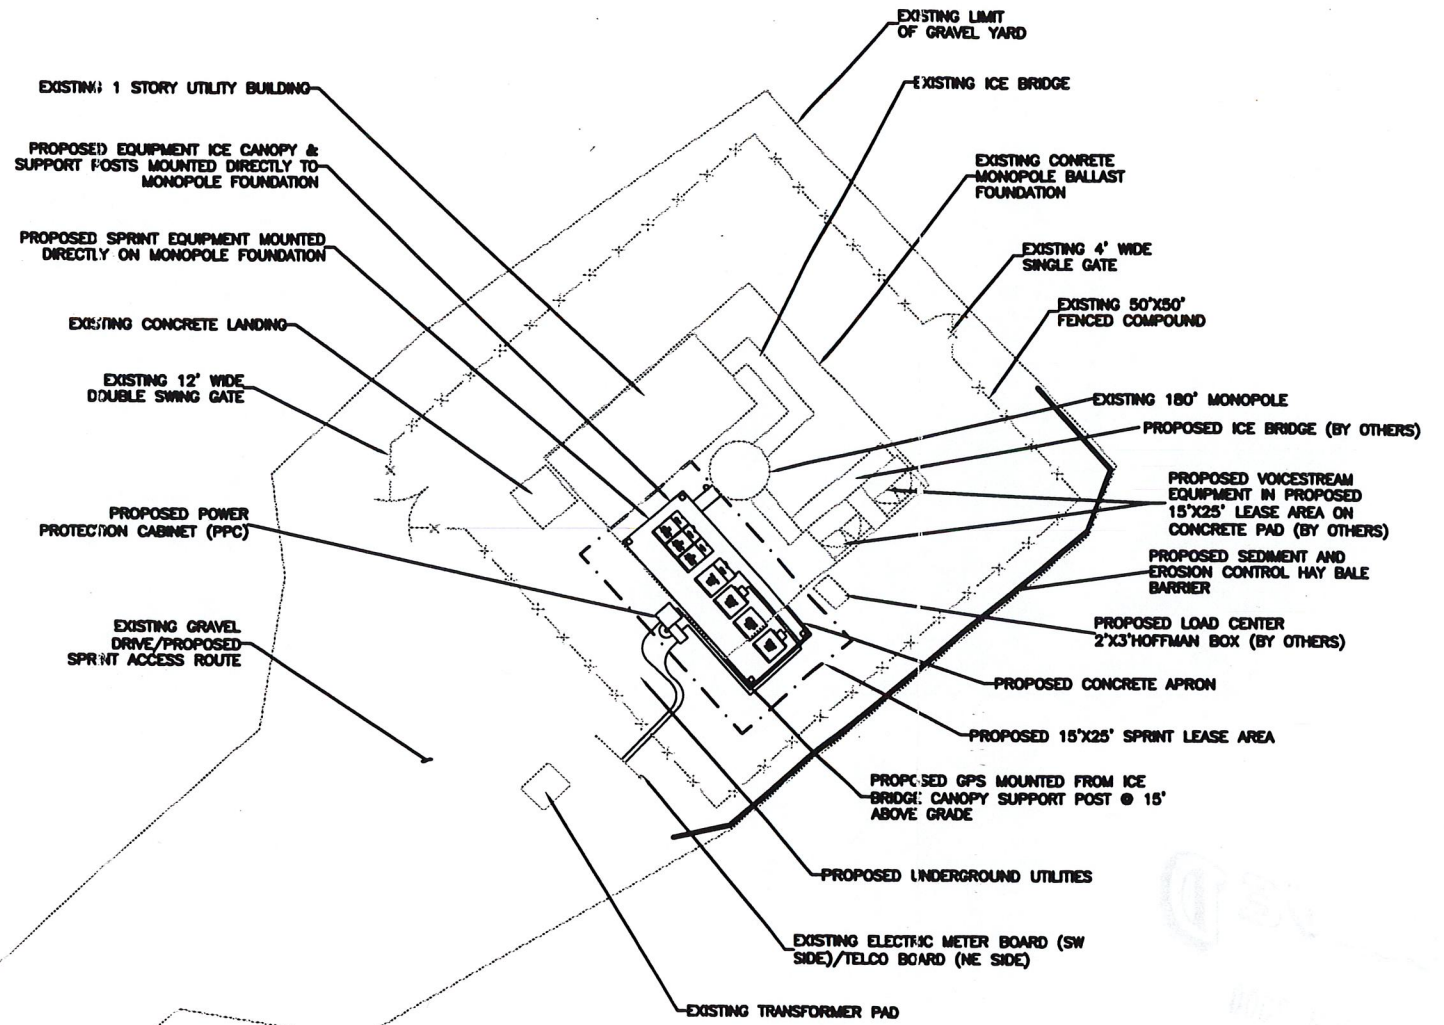 EXISTING LIMIT
OF GRAVEL YARD
EXISTING 1 STORY UTILITY BUILDING
EXISTING ICE BRIDGE
PROPOSED EQUIPMENT ICE CANOPY &
SUPPORT POSTS MOUNTED DIRECTLY TO
MONOPOLE FOUNDATION
EXISTING CONRETE
MONOPOLE BALLAST
FOUNDATION
PROPOSED SPRINT EQUIPMENT MOUNTED
DIRECTLY ON MONOPOLE FOUNDATION
EXISTING 4' WIDE
SINGLE GATE
EXISTING 50'X50'
FENCED COMPOUND
EXISTING CONCRETE LANDING
EXISTING 12' WIDE
DOUBLE SWING GATE
EXISTING 180' MONOPOLE
PROPOSED ICE BRIDGE (BY OTHERS)
PROPOSED VOICESTREAM
EQUIPMENT IN PROPOSED
15'X25' LEASE AREA ON
CONCRETE PAD (BY OTHERS)
PROPOSED POWER
PROTECTION CABINET (PPC)
PROPOSED SEDIMENT AND
EROSION CONTROL HAY BALE
BARRIER
EXISTING GRAVEL
DRIVE/PROPOSED
SPRINT ACCESS ROUTE
PROPOSED LOAD CENTER
2'X3'HOFFMAN BOX (BY OTHERS)
PROPOSED CONCRETE APRON
PROPOSED 15'X25' SPRINT LEASE AREA
PROPOSED GPS MOUNTED FROM ICE
BRIDGE CANOPY SUPPORT POST @ 15'
ABOVE GRADE
PROPOSED UNDERGROUND UTILITIES
EXISTING ELECTRIC METER BOARD (SW
SIDE)/TELCO BOARD (NE SIDE)
EXISTING TRANSFORMER PAD